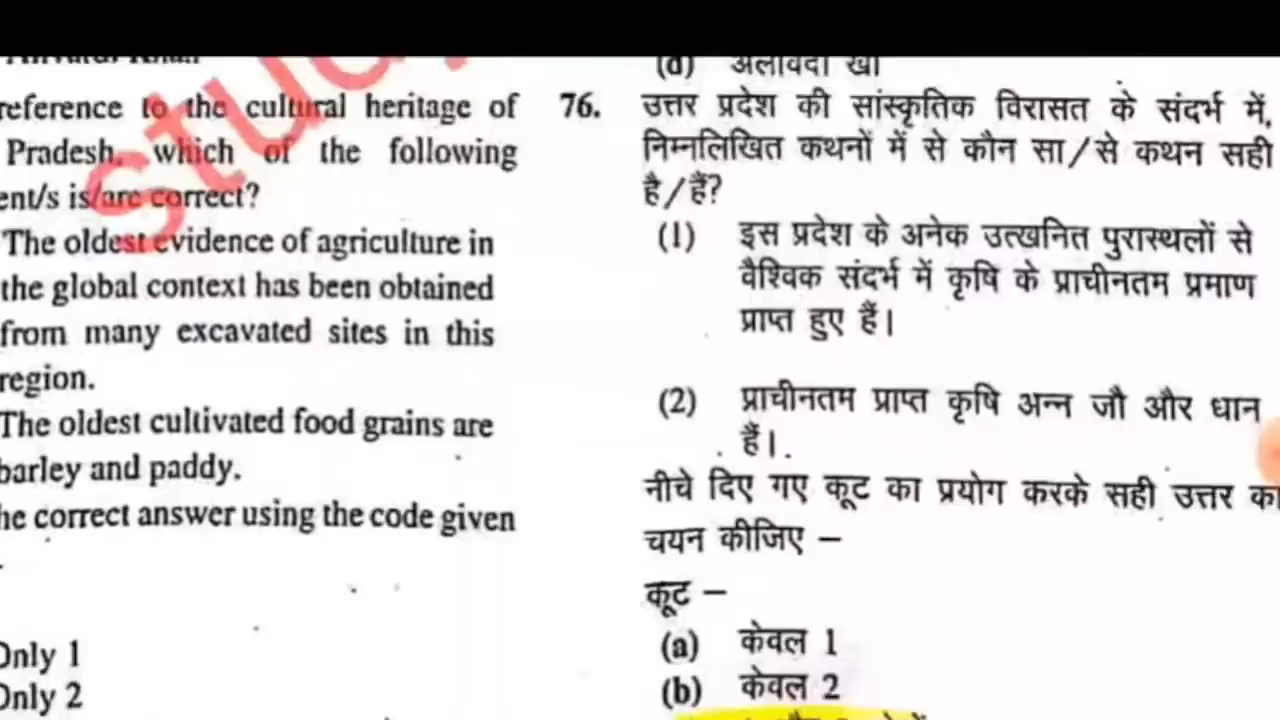 reference to the cultural heritage of
Pradesh, which of the following
ent/s is/are correct?
The oldest evidence of agriculture in
the global context has been obtained
from many excavated sites in this
region.
The oldest cultivated food grains are
barley and paddy.
he correct answer using the code given
Only 1
Only 2
(d) अलीवर्दी खाँ
76. उत्तर प्रदेश की सांस्कृतिक विरासत के संदर्भ में,
निम्नलिखित कथनों में से कौन सा/से कथन सही
है/हैं?
(1) इस प्रदेश के अनेक उत्खनित पुरास्थलों से
वैश्विक संदर्भ में कृषि के प्राचीनतम प्रमाण
प्राप्त हुए हैं।
(2) प्राचीनतम प्राप्त कृषि अन्न जौ और धान
हैं।
नीचे दिए गए कूट का प्रयोग करके सही उत्तर का
चयन कीजिए –
कूट –
(a) केवल 1
(b) केवल 2